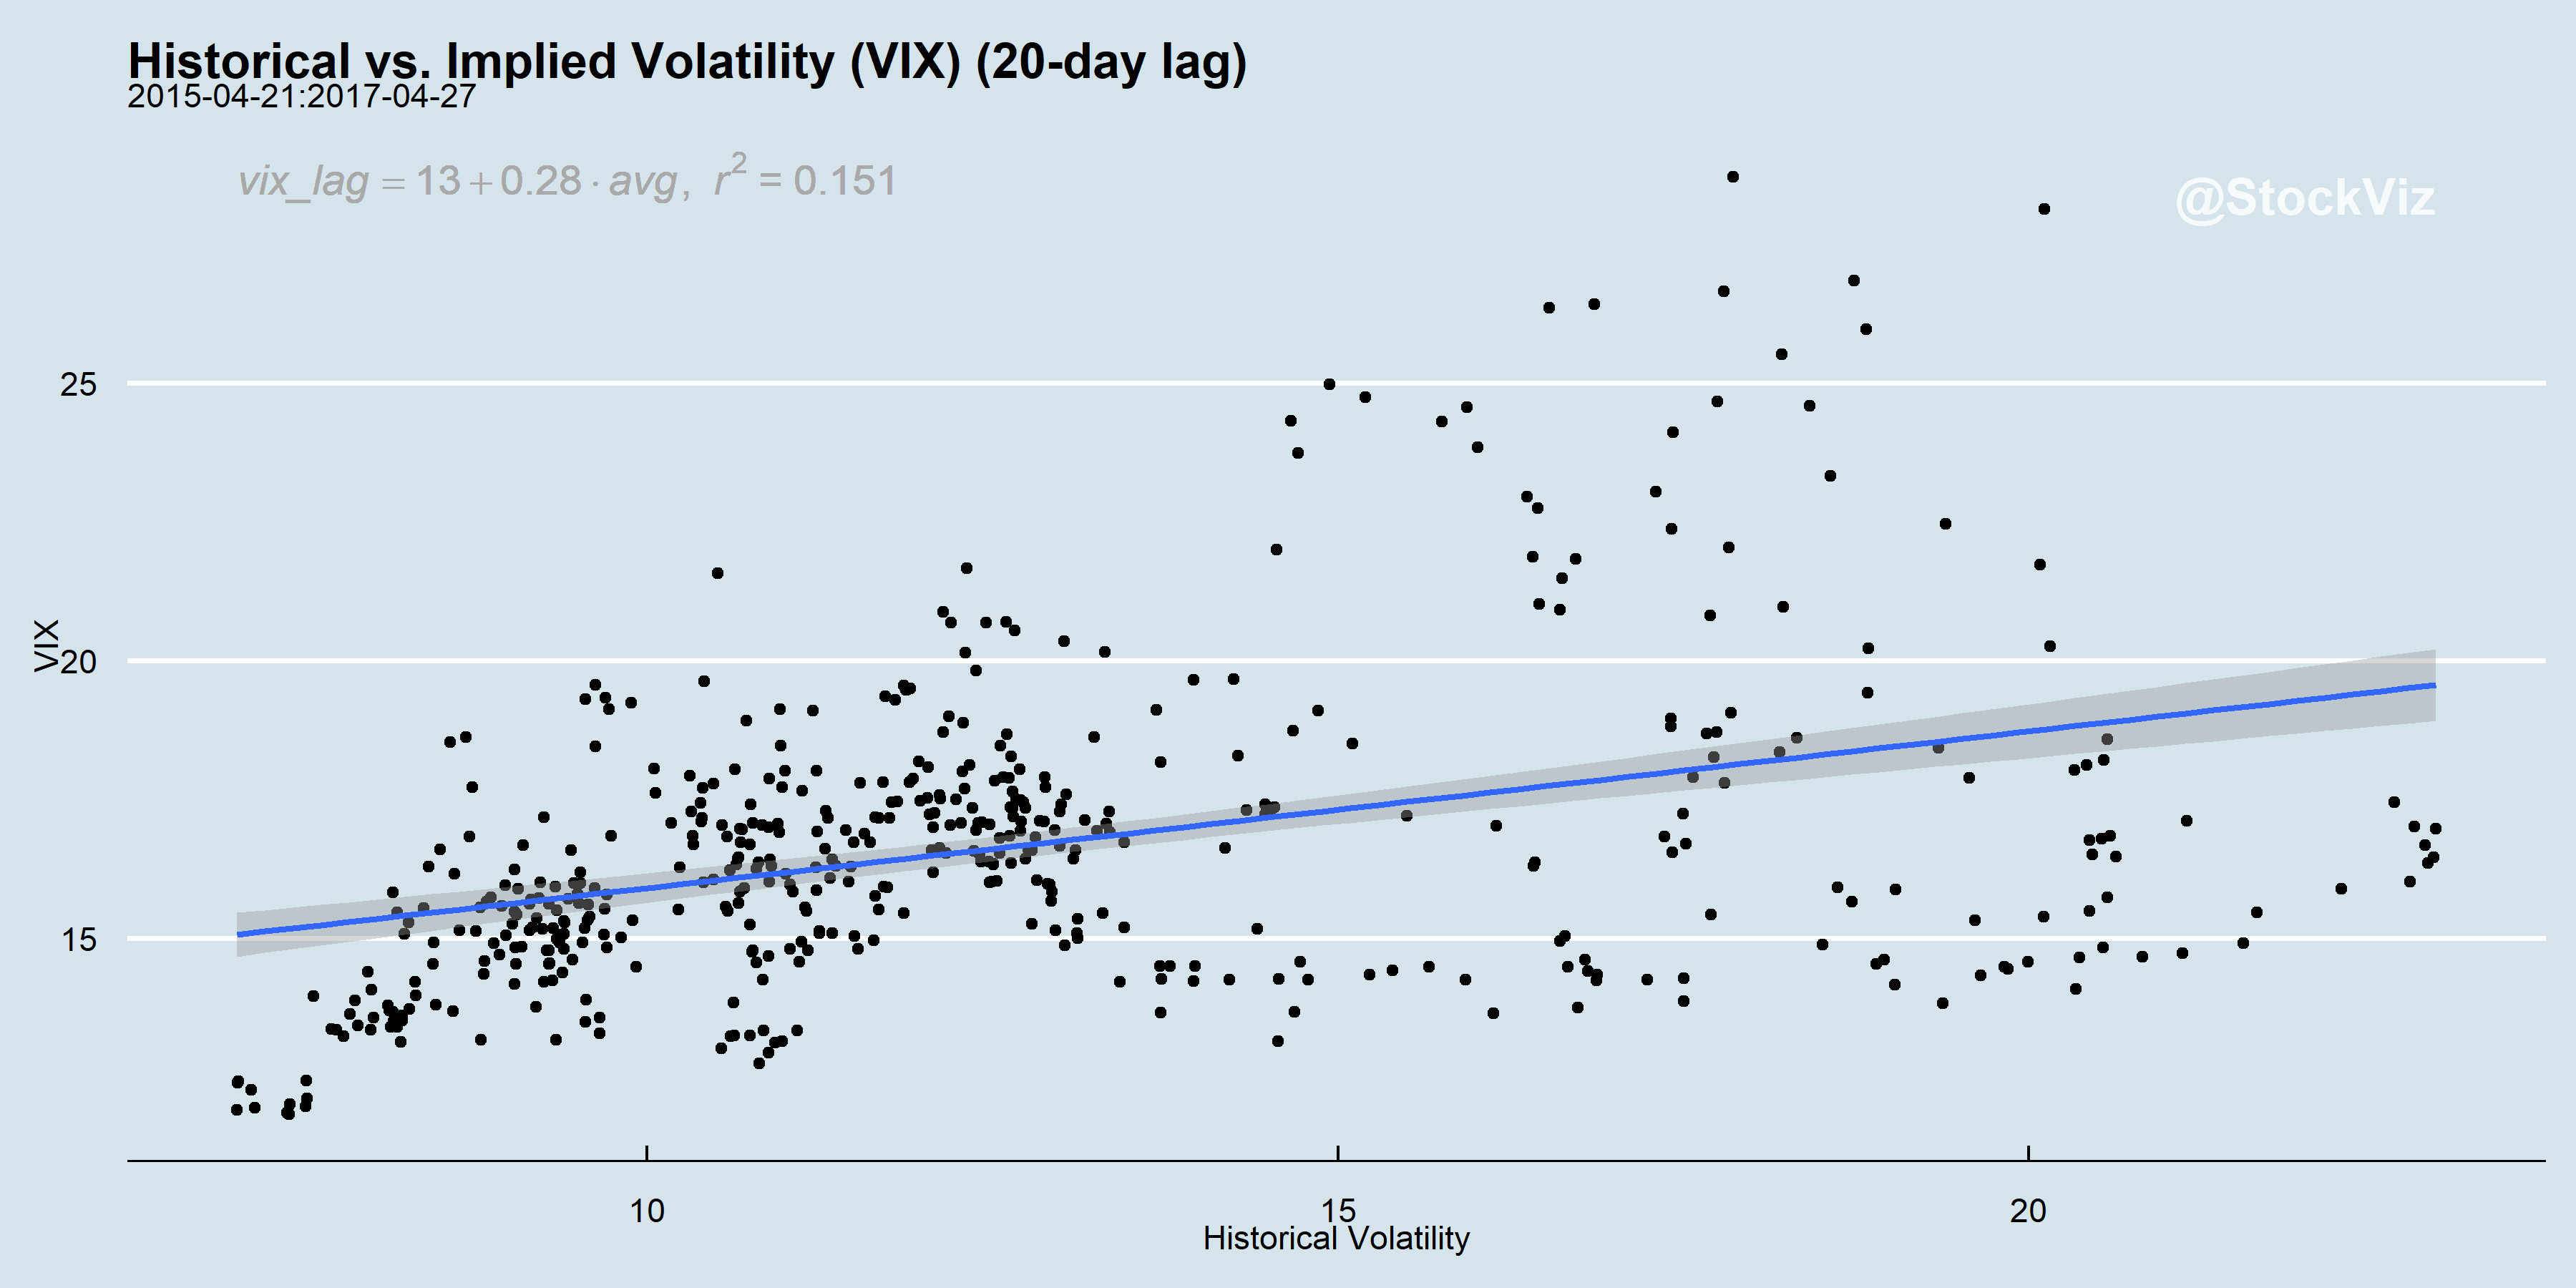 Historical vs. Implied Volatility (VIX) (20-day lag)
2015-04-21:2017-04-27
vix_lag = 13 + 0.28 · avg, r² = 0.151
@StockViz
25
20
15
VIX
10
15
20
Historical Volatility